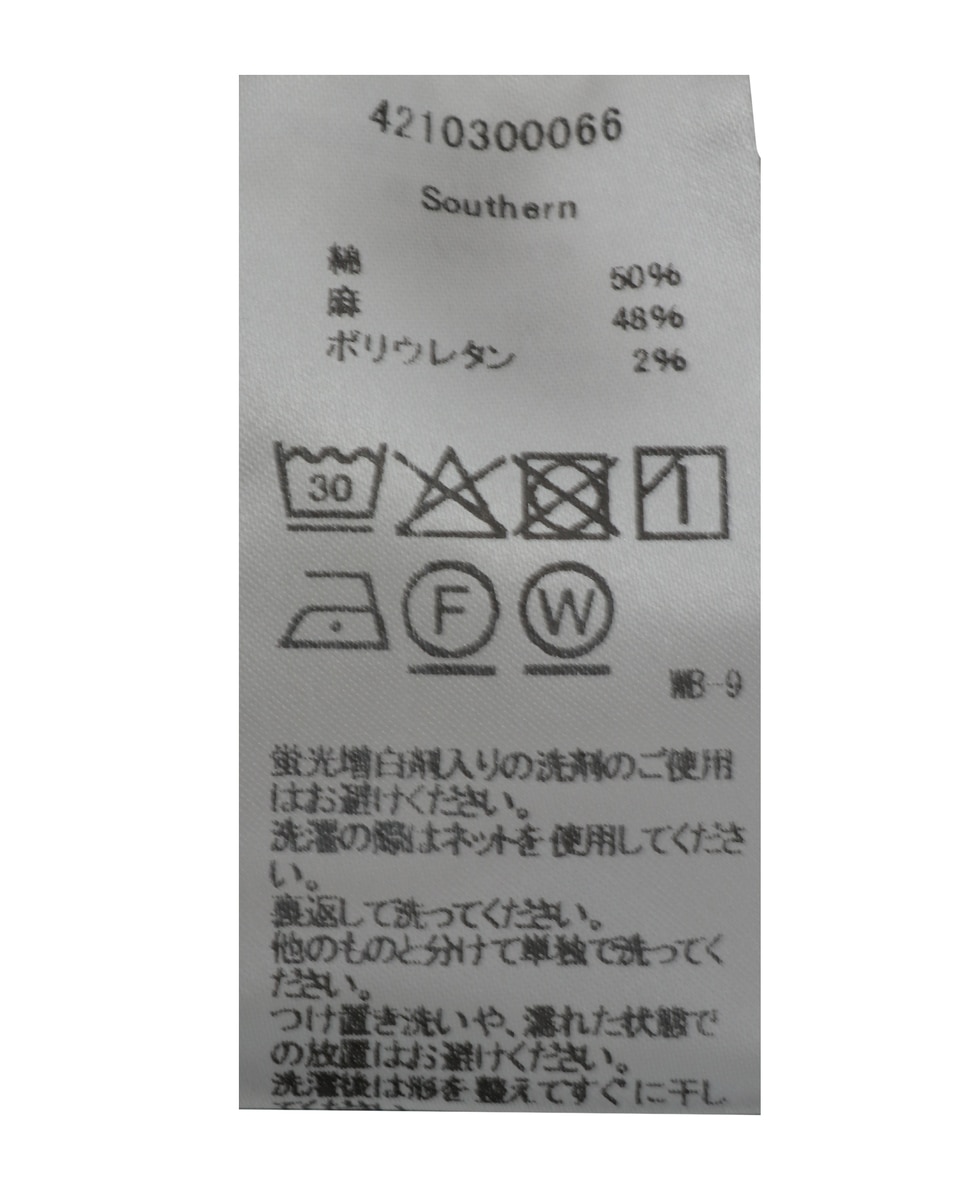 4210300066
Southern
綿 50%
麻 48%
ポリウレタン 2%
30
F W
WB-9
蛍光増白剤入りの洗剤のご使用
はお避けください。
洗濯の際はネットを使用してくださ
い。
裏返して洗ってください。
他のものと分けて単独で洗ってく
ださい。
つけ置き洗いや、濡れた状態で
の放置はお避けください。
洗濯後は形を整えてすぐに干し